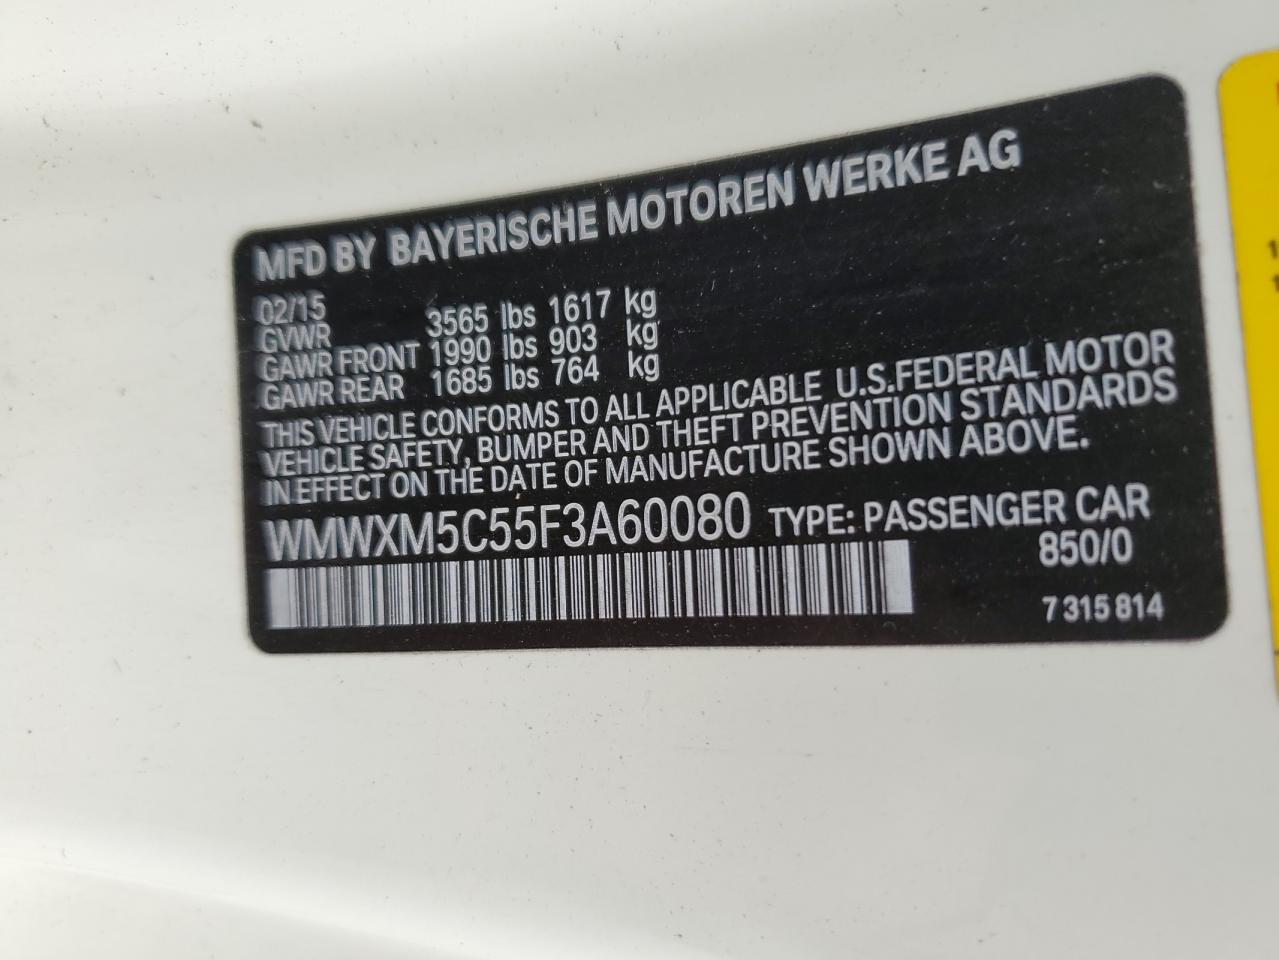 MFD BY BAYERISCHE MOTOREN WERKE AG
02/15
GVWR 3565 lbs 1617 kg
GAWR FRONT 1990 lbs 903 kg
GAWR REAR 1685 lbs 764 kg
THIS VEHICLE CONFORMS TO ALL APPLICABLE U.S.FEDERAL MOTOR
VEHICLE SAFETY, BUMPER AND THEFT PREVENTION STANDARDS
IN EFFECT ON THE DATE OF MANUFACTURE SHOWN ABOVE.
WMWXM5C55F3A60080 TYPE: PASSENGER CAR
850/0
7 315 814